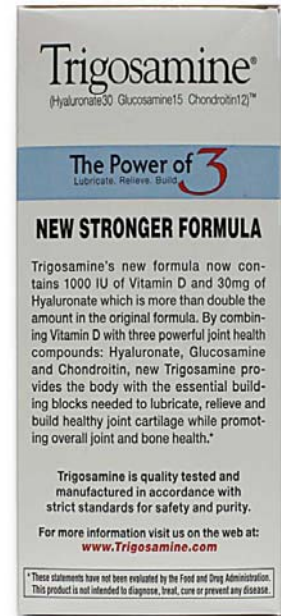 Trigosamine®
(Hyaluronate30 Glucosamine15 Chondroitin12)™
The Power of 3
Lubricate. Relieve. Build.
NEW STRONGER FORMULA
Trigosamine's new formula now con-
tains 1000 IU of Vitamin D and 30mg of
Hyaluronate which is more than double the
amount in the original formula. By combin-
ing Vitamin D with three powerful joint health
compounds: Hyaluronate, Glucosamine
and Chondroitin, new Trigosamine pro-
vides the body with the essential build-
ing blocks needed to lubricate, relieve and
build healthy joint cartilage while promot-
ing overall joint and bone health.*
Trigosamine is quality tested and
manufactured in accordance with
strict standards for safety and purity.
For more information visit us on the web at:
www.Trigosamine.com
* These statements have not been evaluated by the Food and Drug Administration.
This product is not intended to diagnose, treat, cure or prevent any disease.